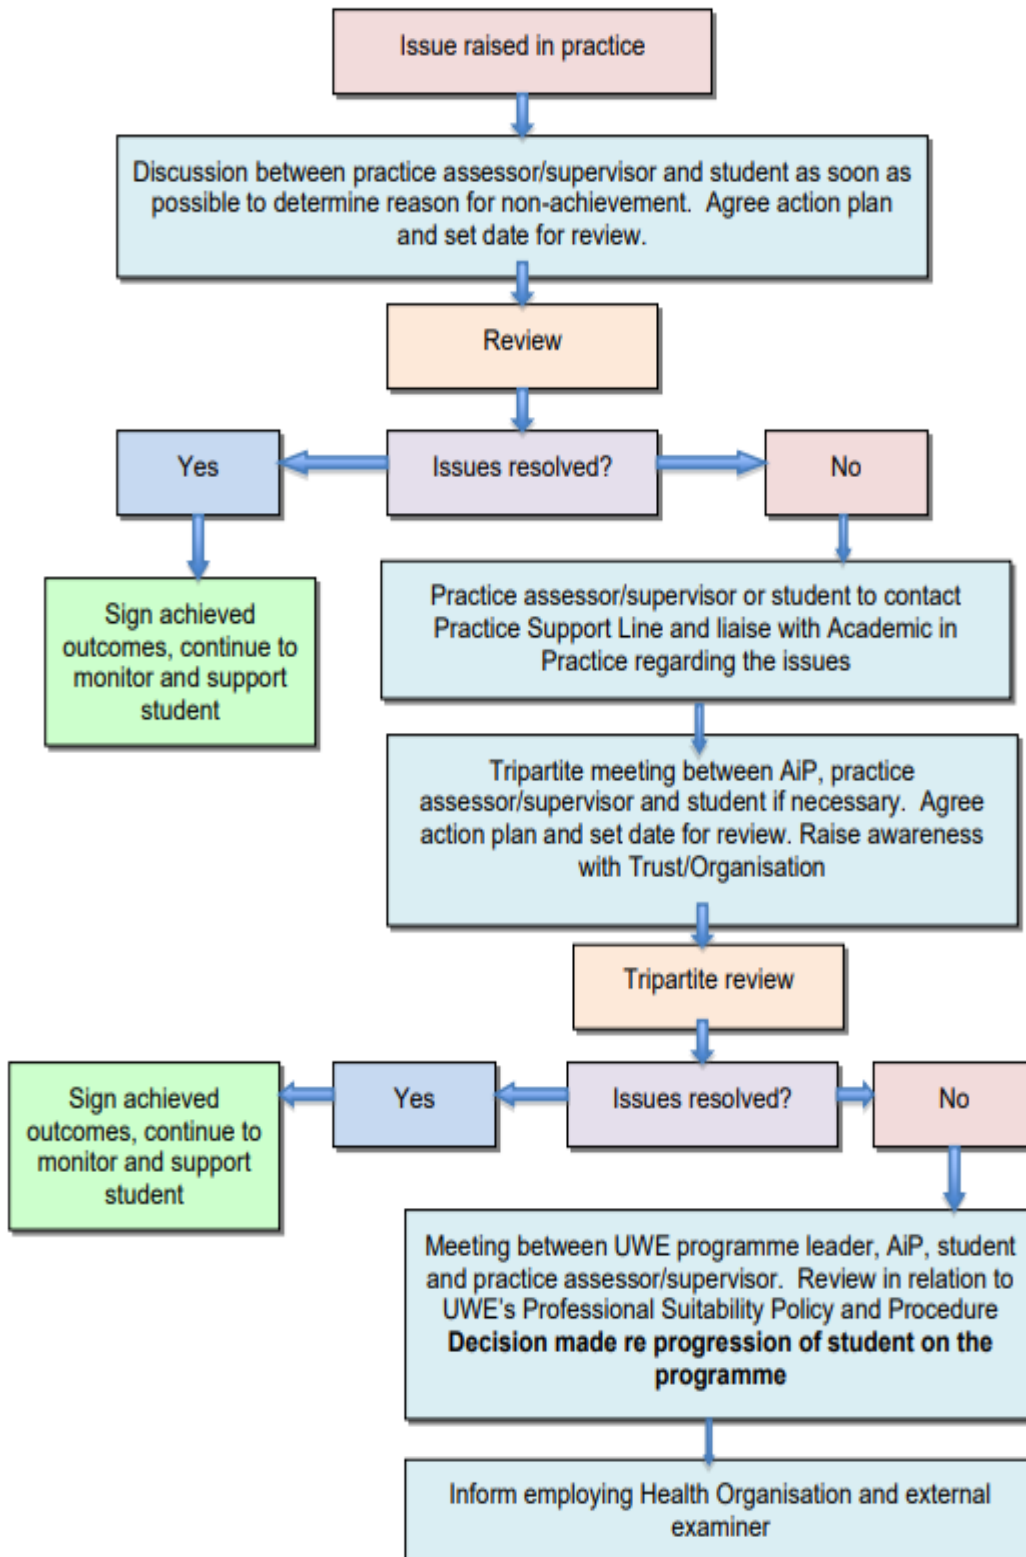 Issue raised in practice
Discussion between practice assessor/supervisor and student as soon as
possible to determine reason for non-achievement.  Agree action plan
and set date for review.
Review
Yes
Issues resolved?
No
Sign achieved
outcomes, continue to
monitor and support
student
Practice assessor/supervisor or student to contact
Practice Support Line and liaise with Academic in
Practice regarding the issues
Tripartite meeting between AiP, practice
assessor/supervisor and student if necessary.  Agree
action plan and set date for review. Raise awareness
with Trust/Organisation
Tripartite review
Sign achieved
outcomes, continue to
monitor and support
student
Yes
Issues resolved?
No
Meeting between UWE programme leader, AiP, student
and practice assessor/supervisor.  Review in relation to
UWE's Professional Suitability Policy and Procedure
Decision made re progression of student on the
programme
Inform employing Health Organisation and external
examiner